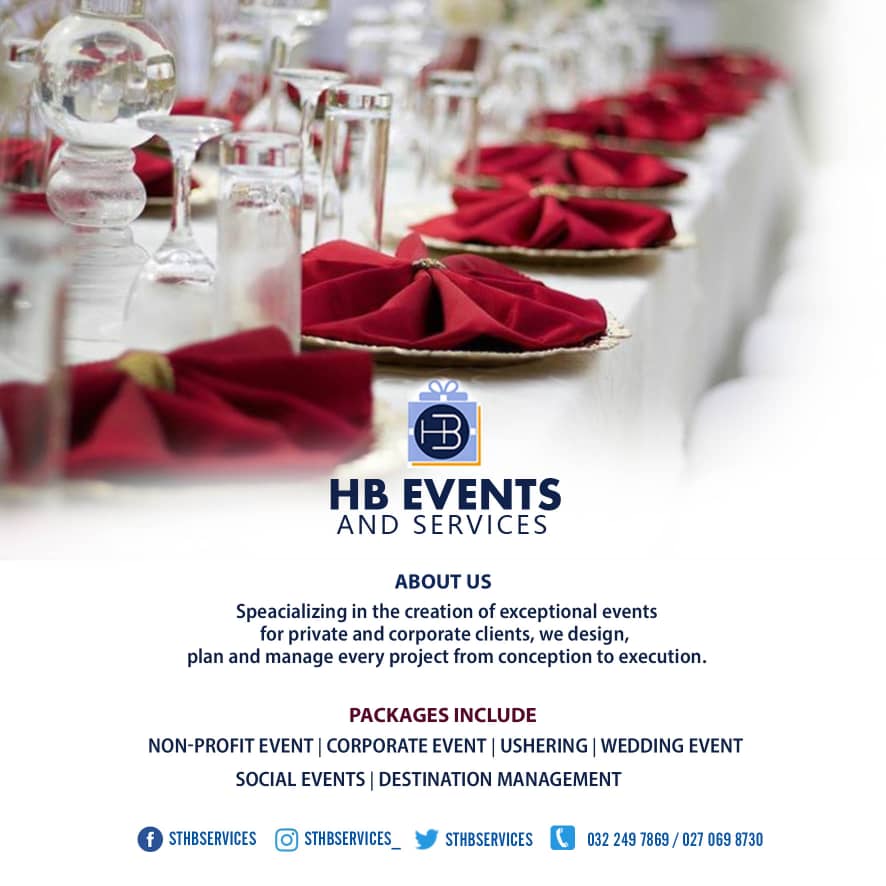 HB
HB EVENTS
AND SERVICES
ABOUT US
Speacializing in the creation of exceptional events
for private and corporate clients, we design,
plan and manage every project from conception to execution.
PACKAGES INCLUDE
NON-PROFIT EVENT | CORPORATE EVENT | USHERING | WEDDING EVENT
SOCIAL EVENTS | DESTINATION MANAGEMENT
f STHBSERVICES STHBSERVICES_ STHBSERVICES 032 249 7869 / 027 069 8730